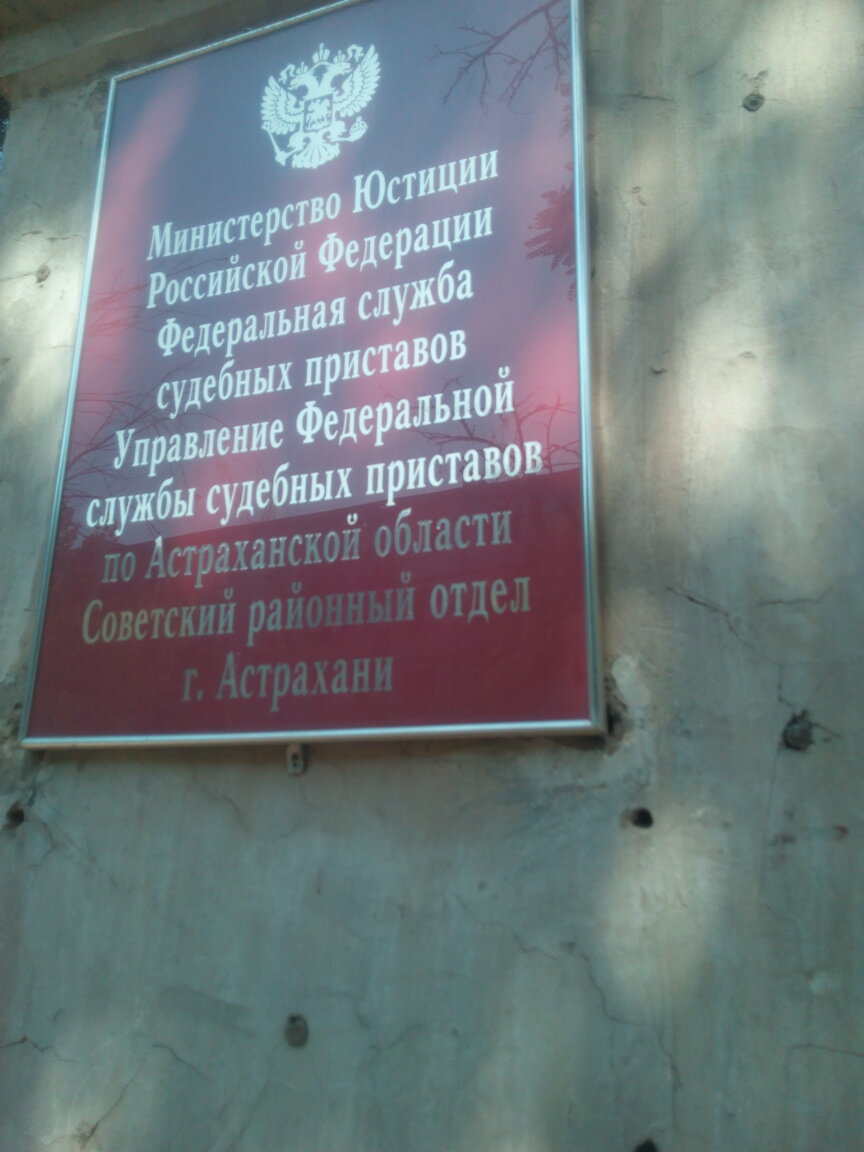 Министерство Юстиции
Российской Федерации
Федеральная служба
судебных приставов
Управление Федеральной
службы судебных приставов
по Астраханской области
Советский районный отдел
г. Астрахани